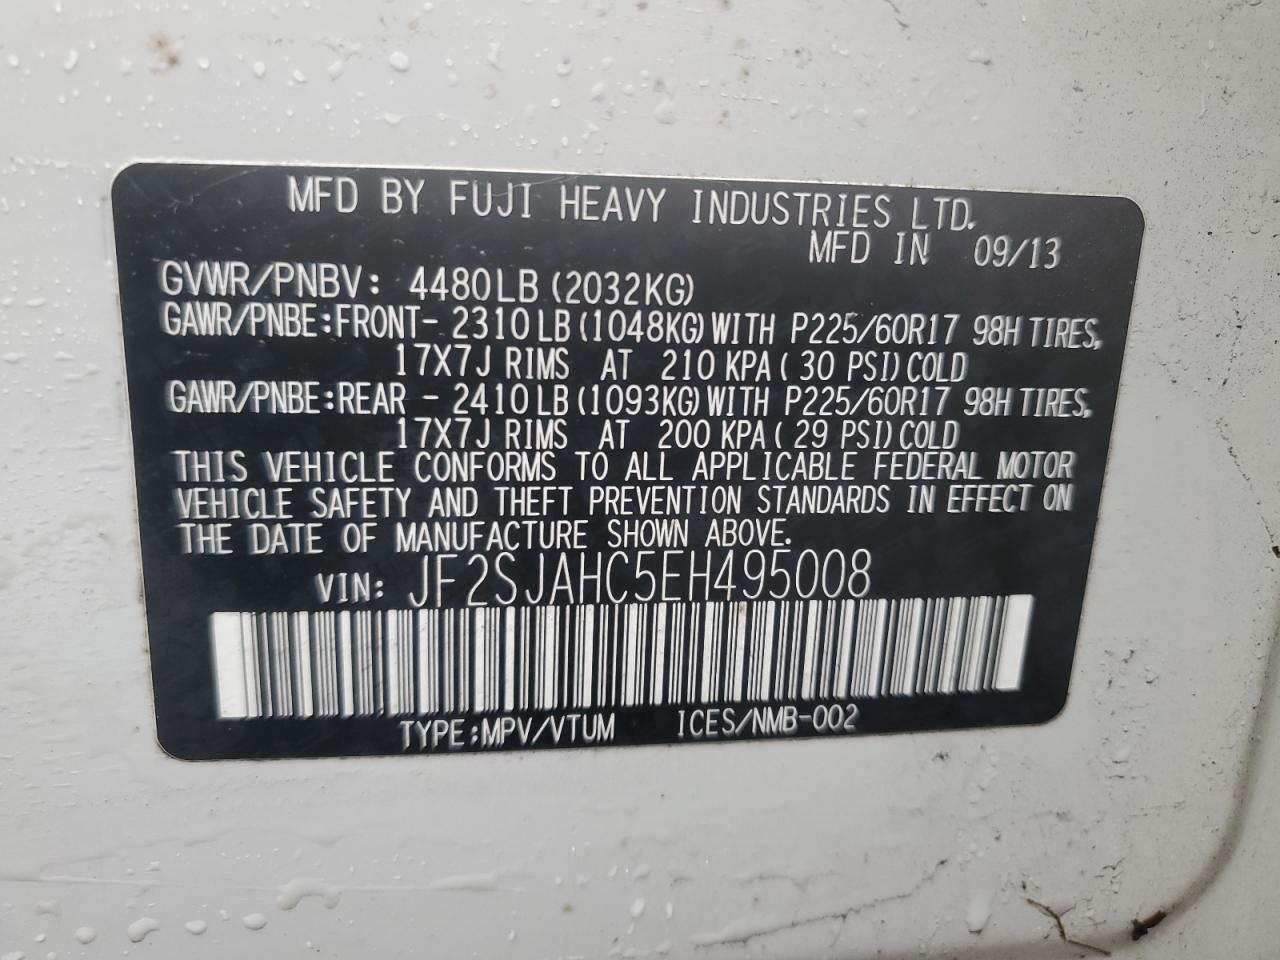 MFD BY FUJI HEAVY INDUSTRIES LTD.
MFD IN 09/13
GVWR/PNBV: 4480LB (2032KG)
GAWR/PNBE:FRONT- 2310LB (1048KG) WITH P225/60R17 98H TIRES,
17X7J RIMS AT 210 KPA ( 30 PSI) COLD
GAWR/PNBE:REAR - 2410LB (1093KG) WITH P225/60R17 98H TIRES,
17X7J RIMS AT 200 KPA ( 29 PSI) COLD
THIS VEHICLE CONFORMS TO ALL APPLICABLE FEDERAL MOTOR
VEHICLE SAFETY AND THEFT PREVENTION STANDARDS IN EFFECT ON
THE DATE OF MANUFACTURE SHOWN ABOVE.
VIN: JF2SJAHC5EH495008
TYPE:MPV/VTUM ICES/NMB-002